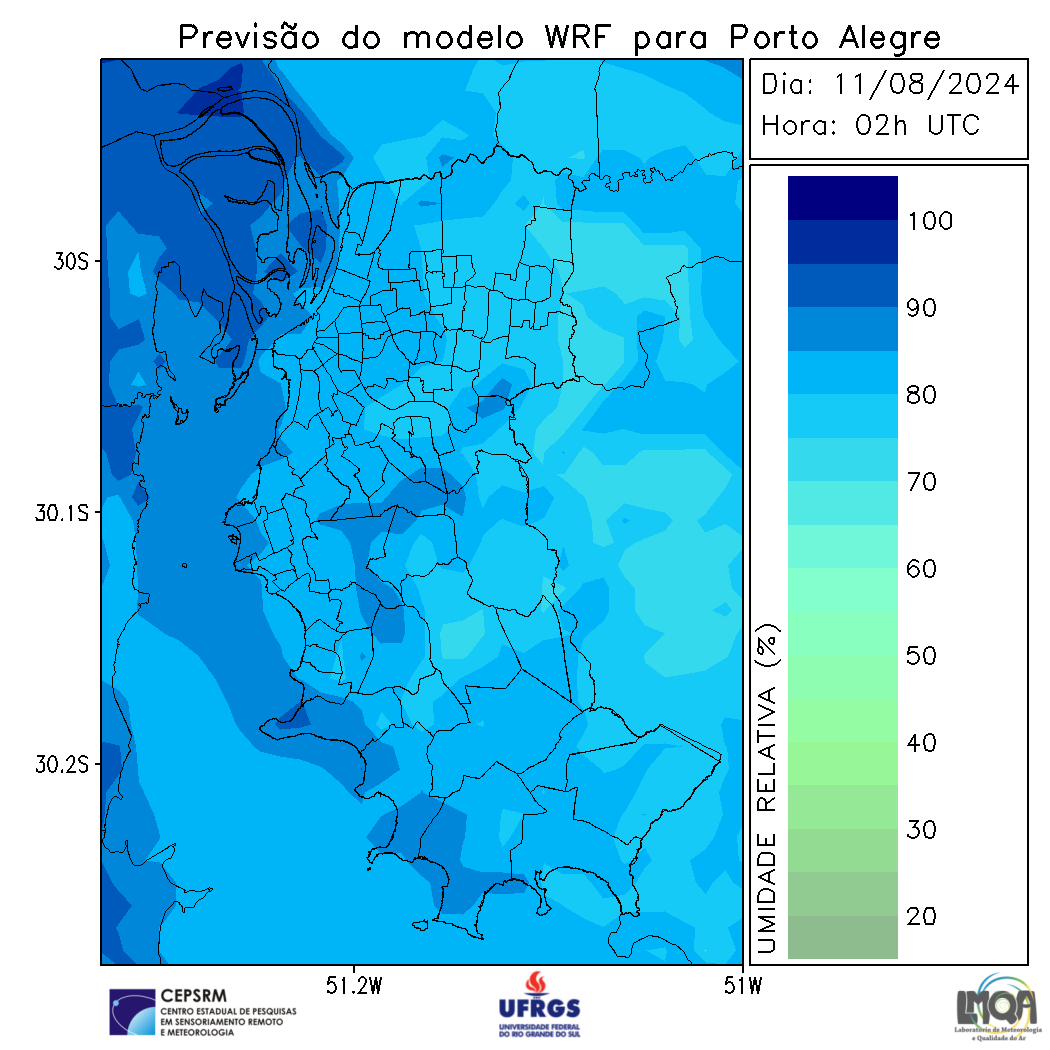 Previsão do modelo WRF para Porto Alegre
Dia: 11/08/2024
Hora: 02h UTC
30S
30.1S
30.2S
51.2W
51W
100
90
80
70
60
50
40
30
20
UMIDADE RELATIVA (%)
CEPSRM
CENTRO ESTADUAL DE PESQUISAS
EM SENSORIAMENTO REMOTO
E METEOROLOGIA
UFRGS
UNIVERSIDADE FEDERAL
DO RIO GRANDE DO SUL
LMQA
Laboratório de Meteorologia
e Qualidade do Ar